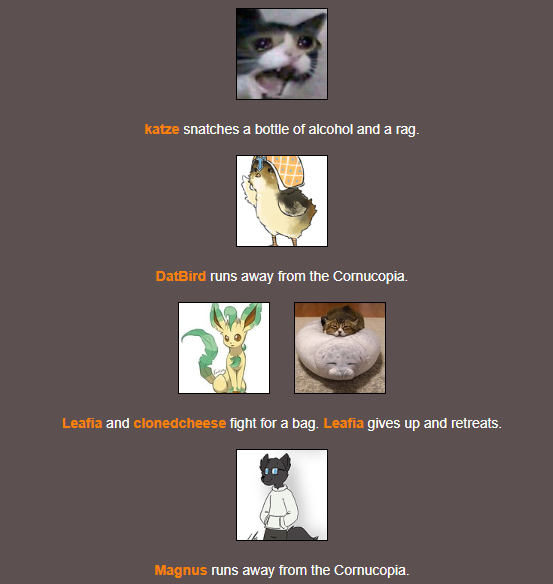 katze snatches a bottle of alcohol and a rag.
DatBird runs away from the Cornucopia.
Leafia and clonedcheese fight for a bag. Leafia gives up and retreats.
Magnus runs away from the Cornucopia.